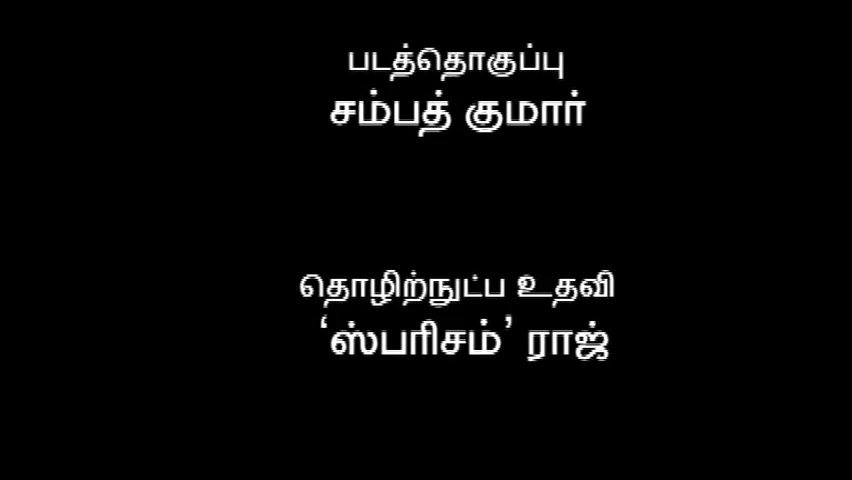 படத்தொகுப்பு
சம்பத் குமார்
தொழிற்நுட்ப உதவி
‘ஸ்பரிசம்’ ராஜ்